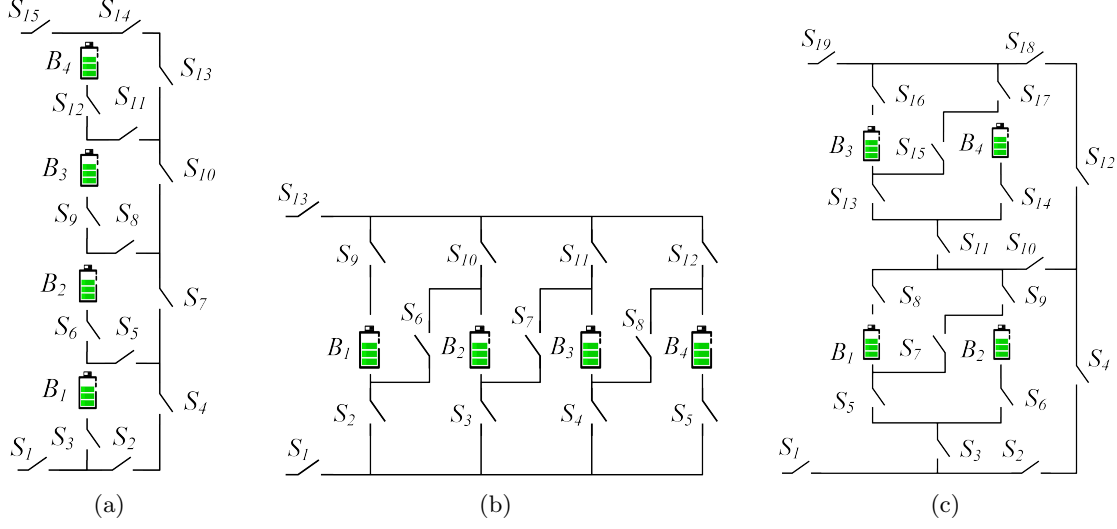 S15 S14
B4 S13
S12 S11
B3 S10
S9 S8
B2 S7
S6 S5
B1 S4
S3 S2
S1
(a)
S13
S9 S10 S11 S12
S6 S7 S8
B1 B2 B3 B4
S2 S3 S4 S5
S1
(b)
S19 S18
S16 S17
B3 S15 B4 S12
S13 S14
S11 S10
S8 S9
B1 S7 B2 S4
S5 S6
S1 S3 S2
(c)